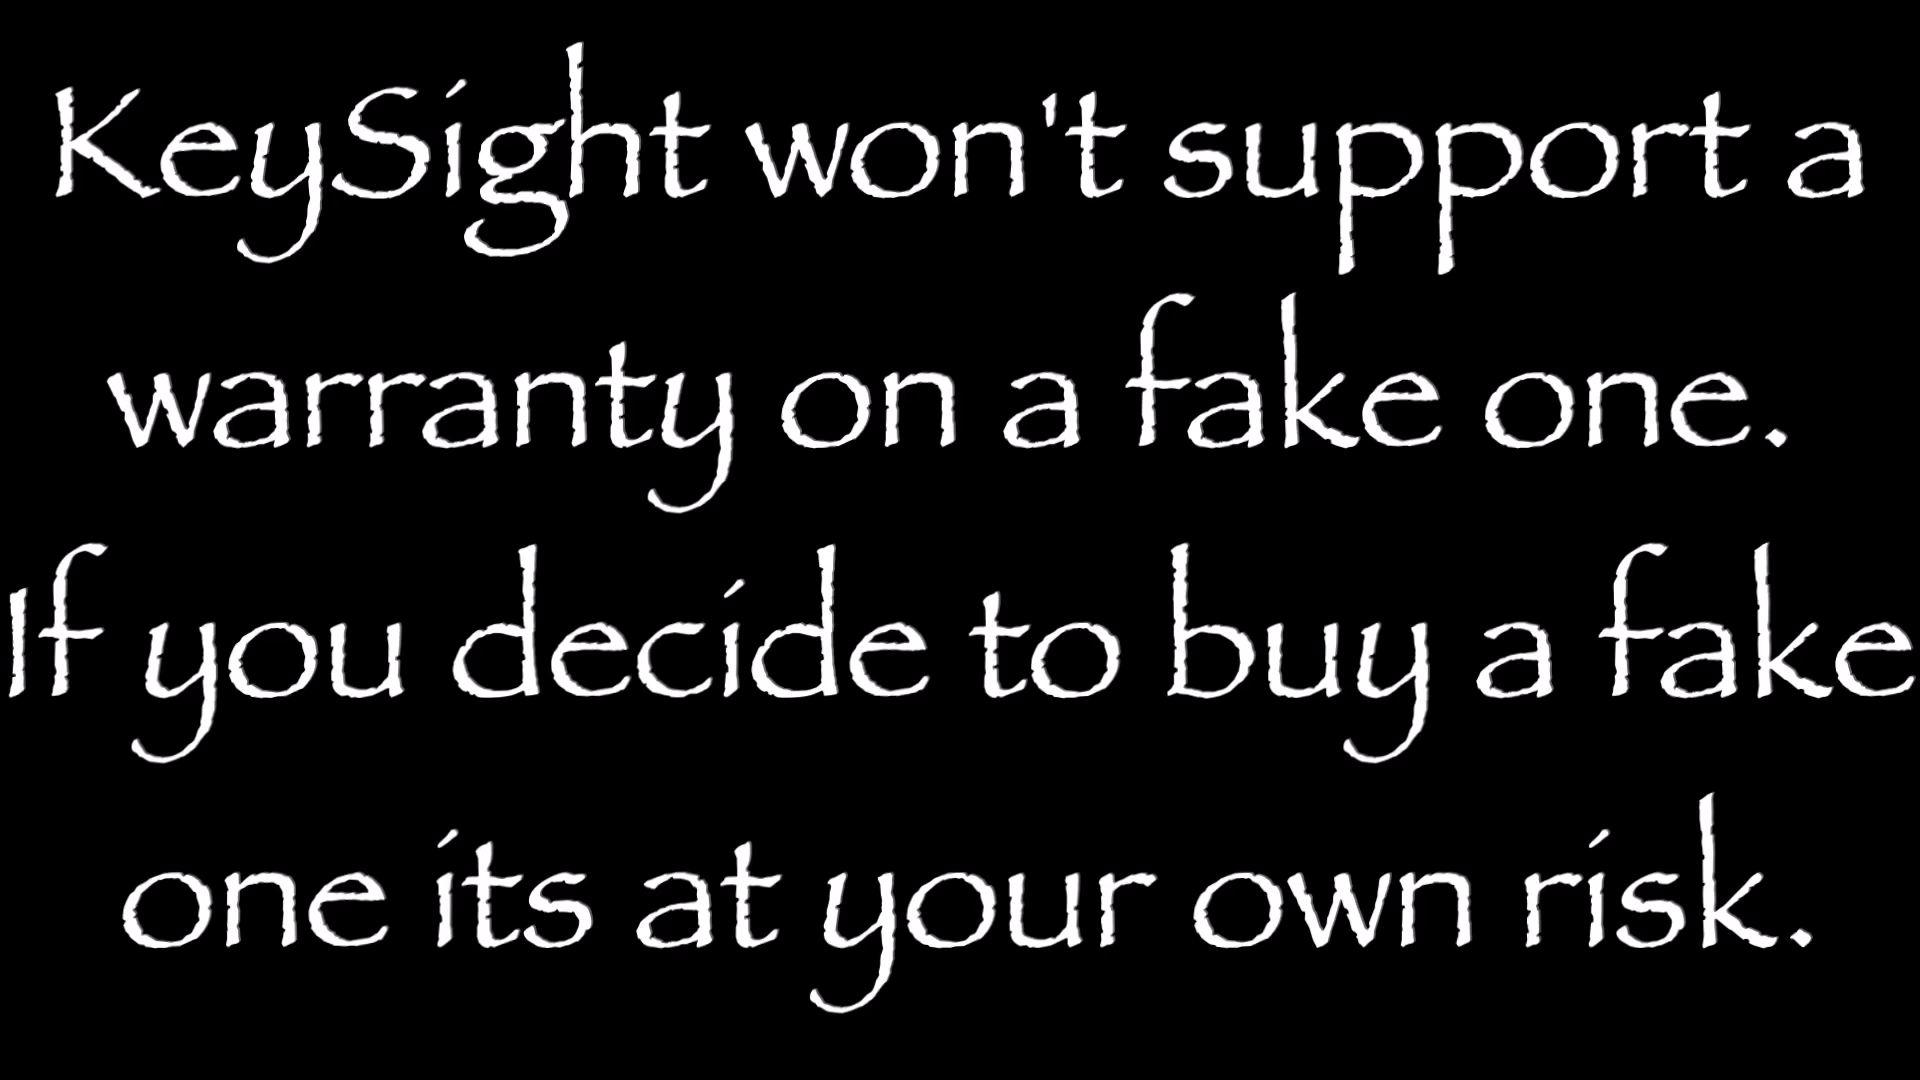 KeySight won't support a
warranty on a fake one.
If you decide to buy a fake
one its at your own risk.